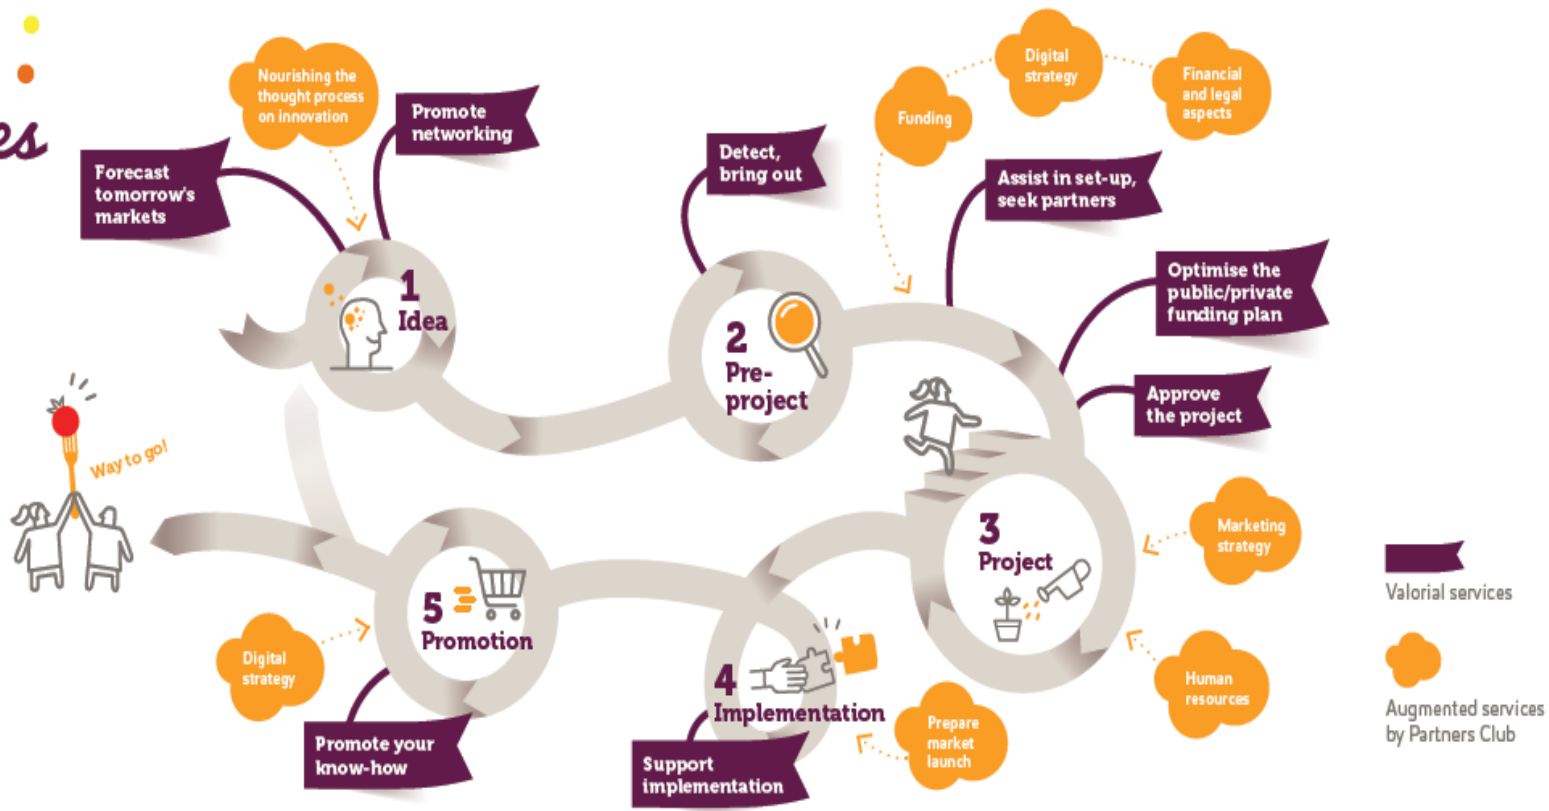 es
Nourishing the
thought process
on innovation
Promote
networking
Forecast
tomorrow's
markets
1
Idea
Detect,
bring out
2
Pre-
project
Funding
Digital
strategy
Financial
and legal
aspects
Assist in set-up,
seek partners
Optimise the
public/private
funding plan
Approve
the project
3
Project
Marketing
strategy
Human
resources
4
Implementation
Prepare
market
launch
Support
implementation
5
Promotion
Digital
strategy
Promote your
know-how
Way to go!
Valorial services
Augmented services
by Partners Club